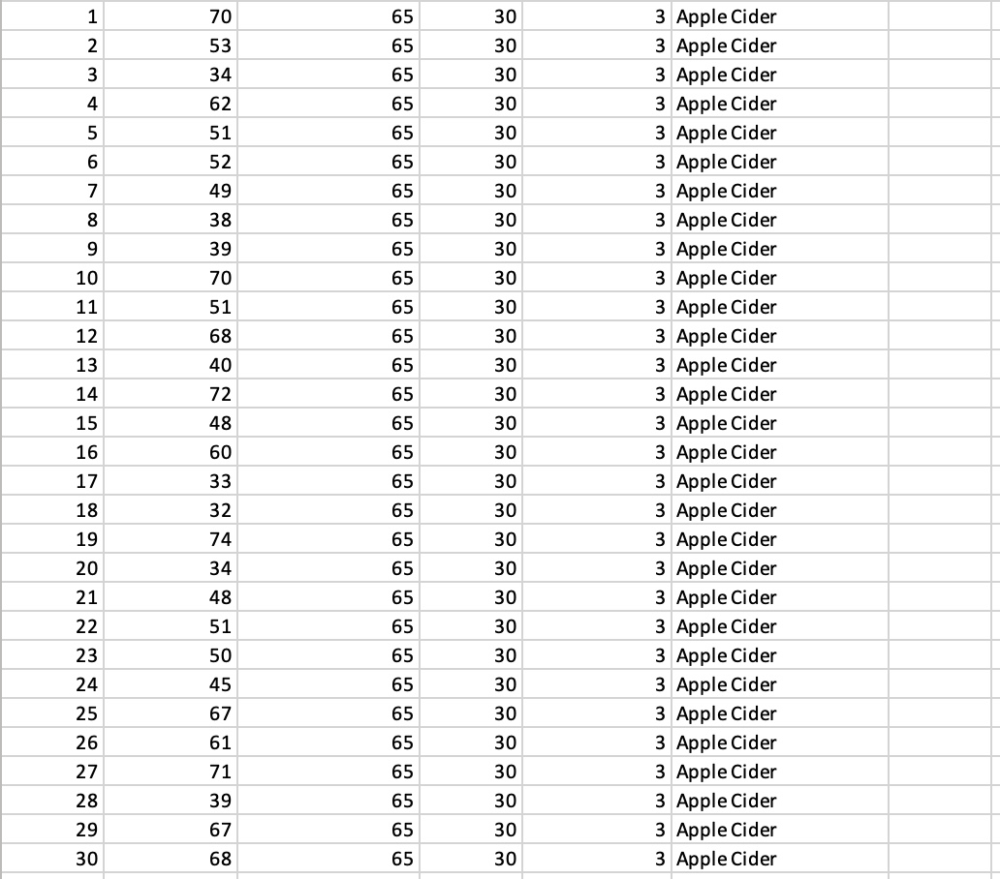 1 70 65 30 3 Apple Cider
2 53 65 30 3 Apple Cider
3 34 65 30 3 Apple Cider
4 62 65 30 3 Apple Cider
5 51 65 30 3 Apple Cider
6 52 65 30 3 Apple Cider
7 49 65 30 3 Apple Cider
8 38 65 30 3 Apple Cider
9 39 65 30 3 Apple Cider
10 70 65 30 3 Apple Cider
11 51 65 30 3 Apple Cider
12 68 65 30 3 Apple Cider
13 40 65 30 3 Apple Cider
14 72 65 30 3 Apple Cider
15 48 65 30 3 Apple Cider
16 60 65 30 3 Apple Cider
17 33 65 30 3 Apple Cider
18 32 65 30 3 Apple Cider
19 74 65 30 3 Apple Cider
20 34 65 30 3 Apple Cider
21 48 65 30 3 Apple Cider
22 51 65 30 3 Apple Cider
23 50 65 30 3 Apple Cider
24 45 65 30 3 Apple Cider
25 67 65 30 3 Apple Cider
26 61 65 30 3 Apple Cider
27 71 65 30 3 Apple Cider
28 39 65 30 3 Apple Cider
29 67 65 30 3 Apple Cider
30 68 65 30 3 Apple Cider